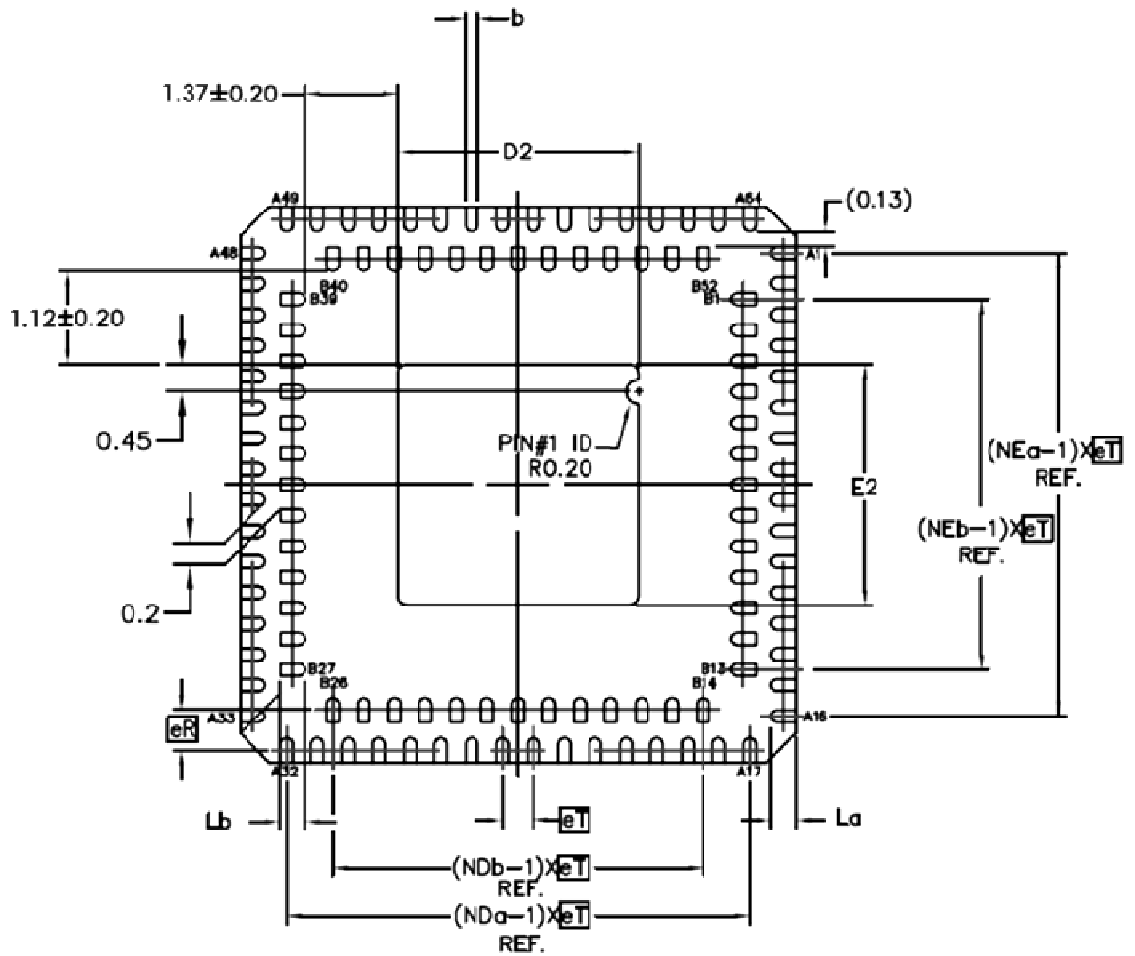 b
1.37±0.20
D2
A49
A64
(0.13)
A48
A1
B40
B39
B52
B1
1.12±0.20
0.45
PIN#1 ID
R0.20
E2
(NEa-1)XeT
REF.
(NEb-1)XeT
REF.
0.2
B27
B26
B13
B14
A33
A16
eR
A32
A17
Lb
eT
La
(NDb-1)XeT
REF.
(NDa-1)XeT
REF.